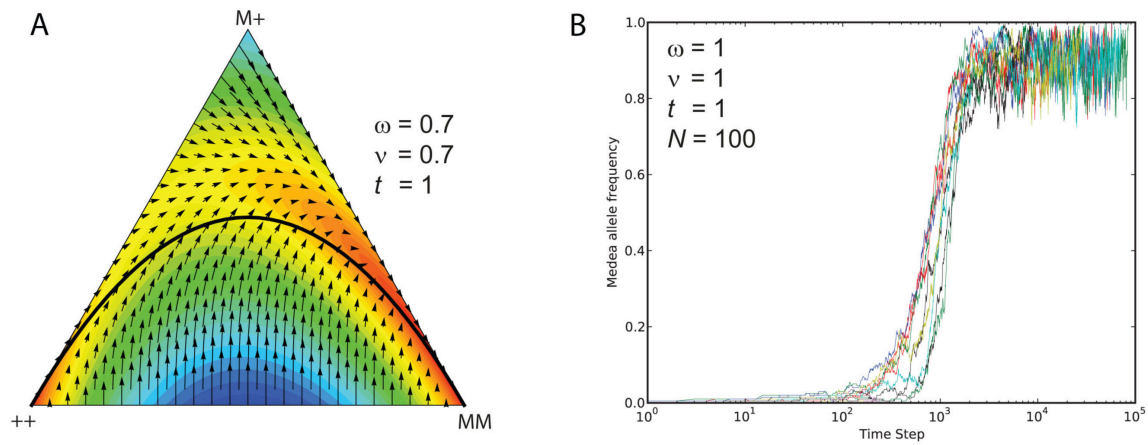 A
M+
ω = 0.7
ν = 0.7
t = 1
++
MM
B
ω = 1
ν = 1
t = 1
N = 100
Medea allele frequency
1.0
0.8
0.6
0.4
0.2
0.0
10⁰
10¹
10²
10³
10⁴
10⁵
Time Step